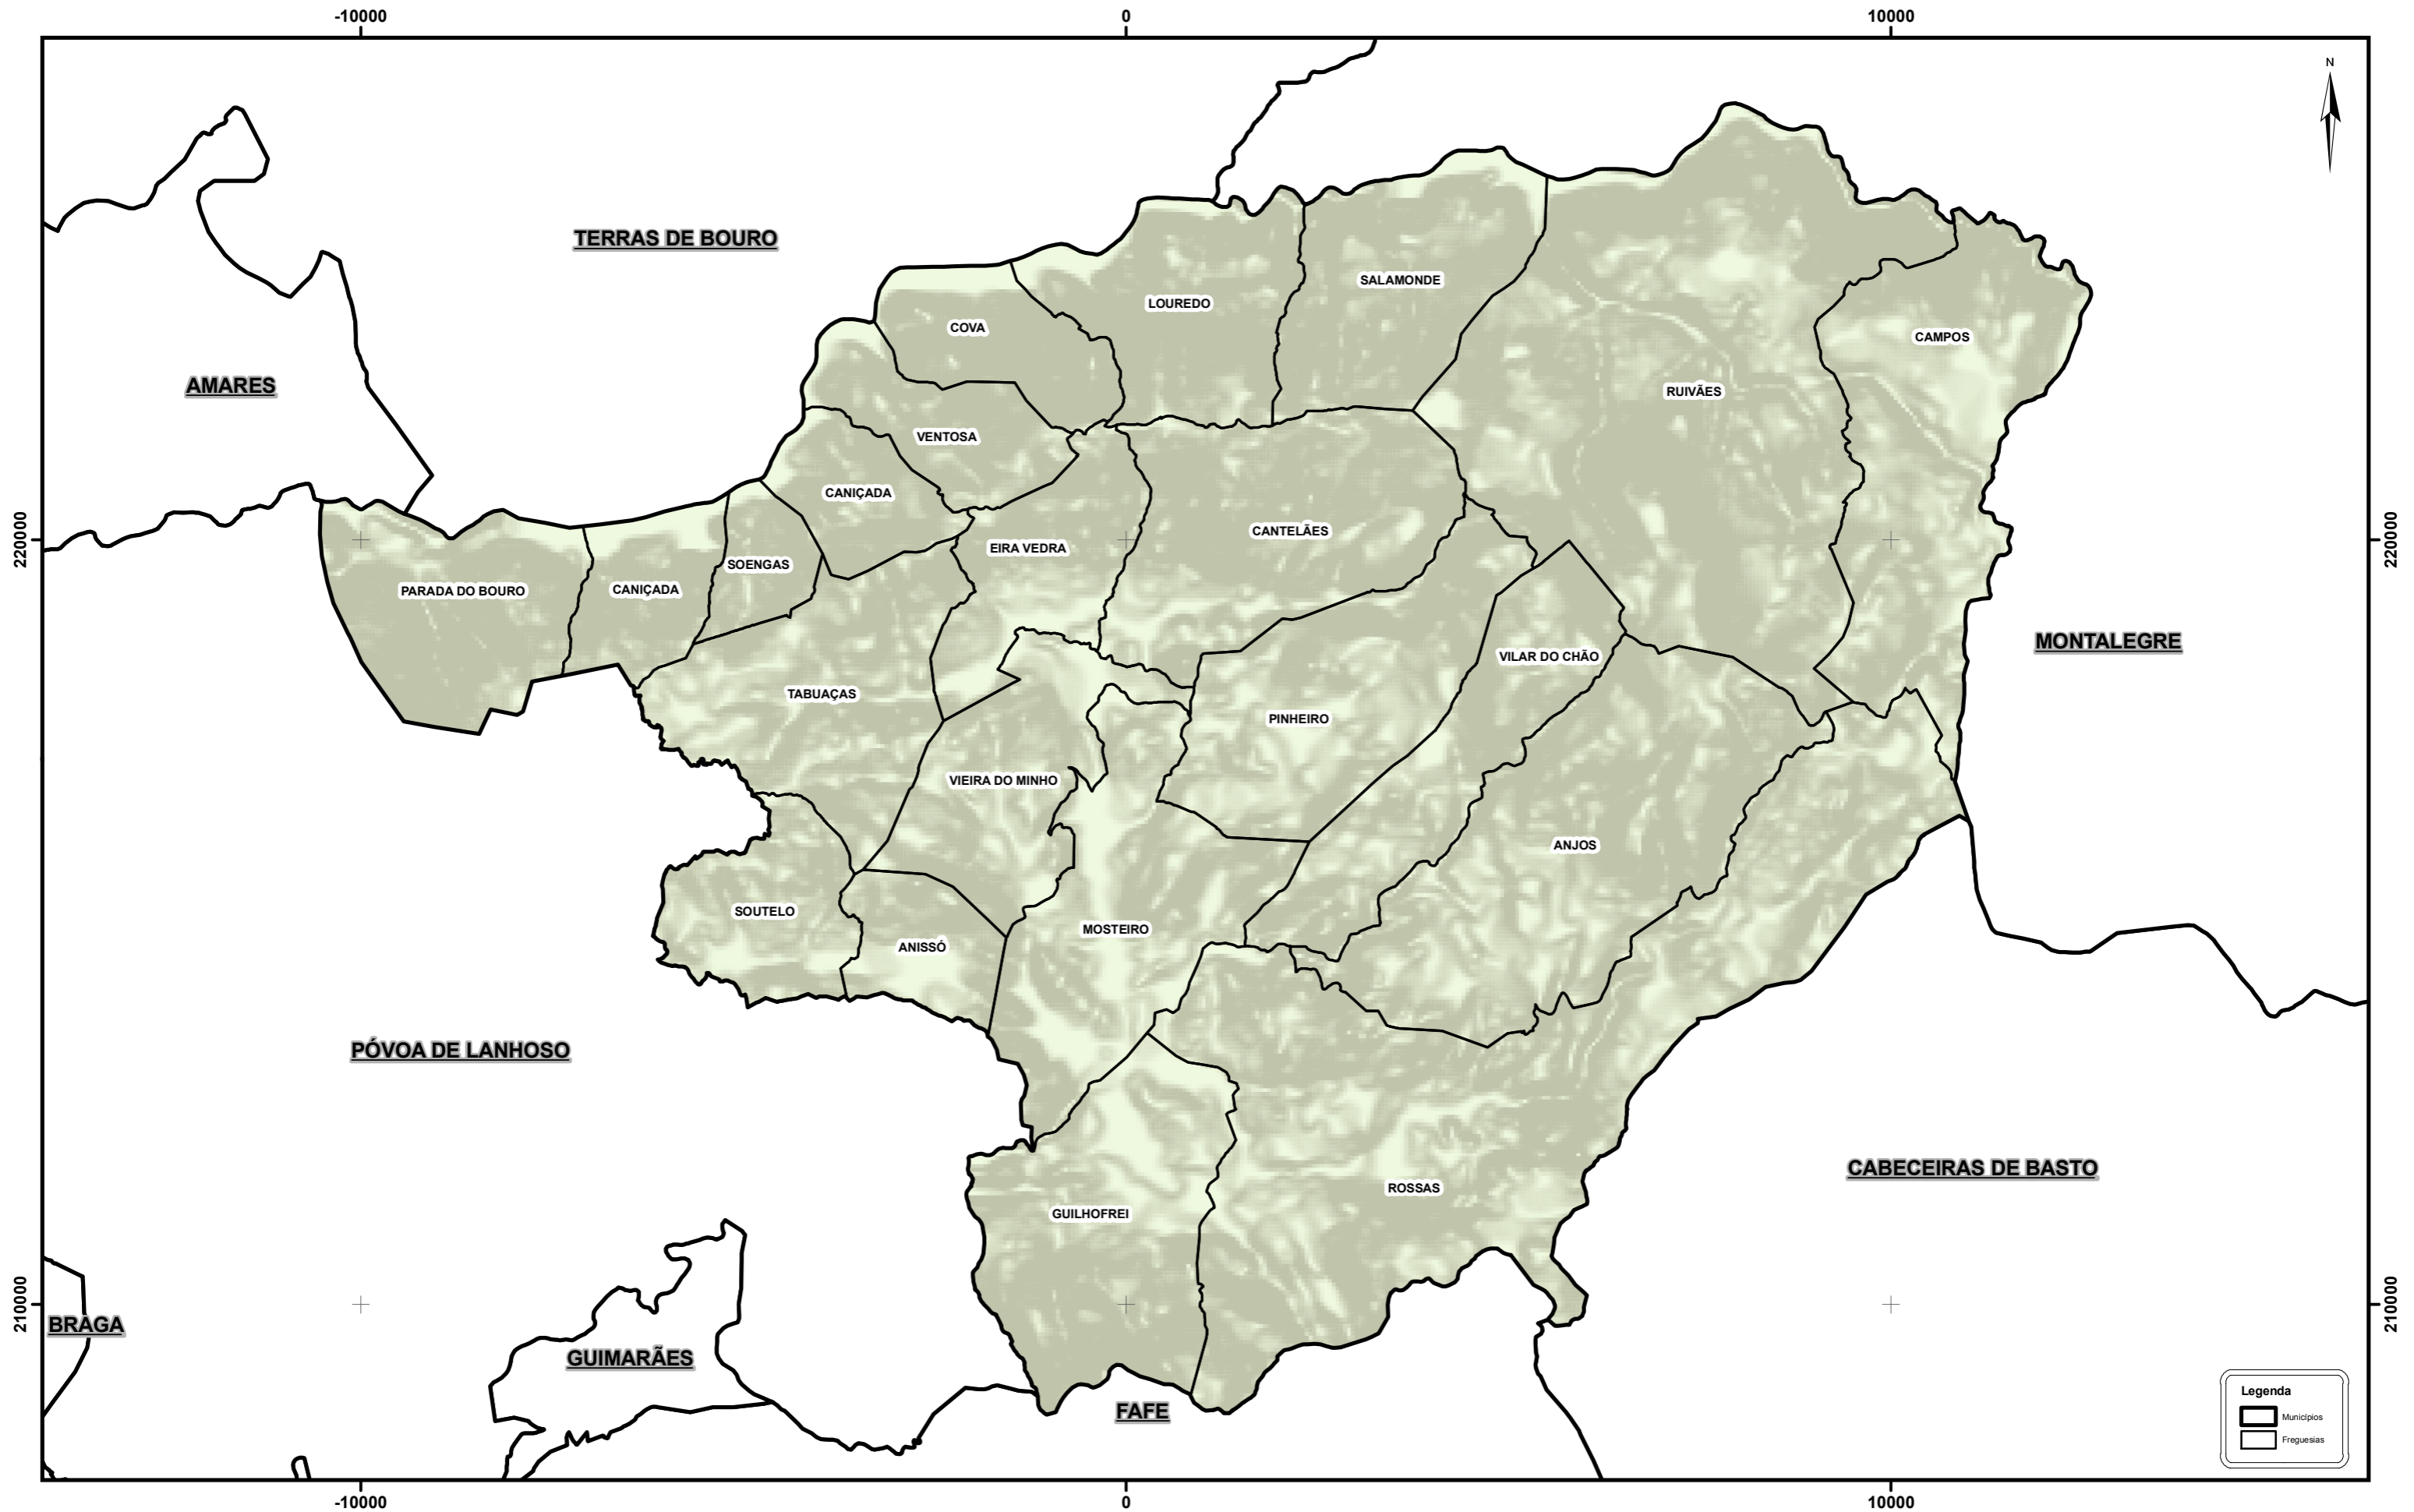 -10000
0
10000
N
TERRAS DE BOURO
SALAMONDE
LOUREDO
COVA
CAMPOS
AMARES
RUIVÃES
VENTOSA
CANIÇADA
220000
220000
CANTELÃES
EIRA VEDRA
SOENGAS
PARADA DO BOURO
CANIÇADA
MONTALEGRE
VILAR DO CHÃO
TABUAÇAS
PINHEIRO
VIEIRA DO MINHO
ANJOS
SOUTELO
MOSTEIRO
ANISSÓ
PÓVOA DE LANHOSO
CABECEIRAS DE BASTO
ROSSAS
GUILHOFREI
210000
210000
BRAGA
GUIMARÃES
FAFE
Legenda
Municípios
Freguesias
-10000
0
10000